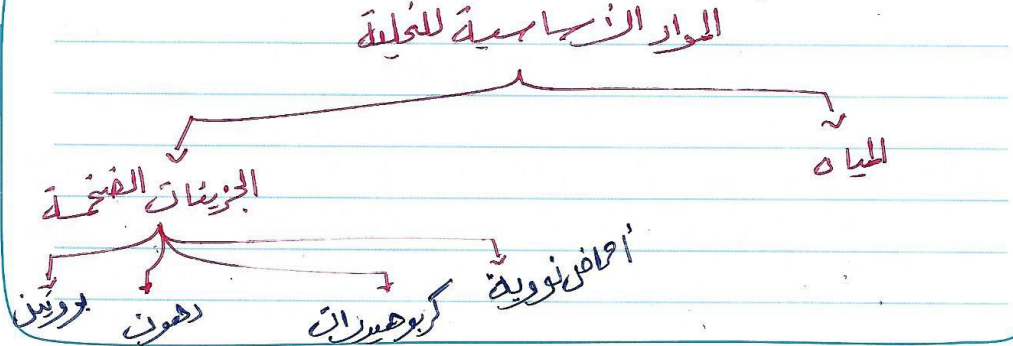 المواد الأساسية للخلية
المياه
الجزيئات الضخمة
أحماض نووية
كربوهيدرات
دهون
بروتين